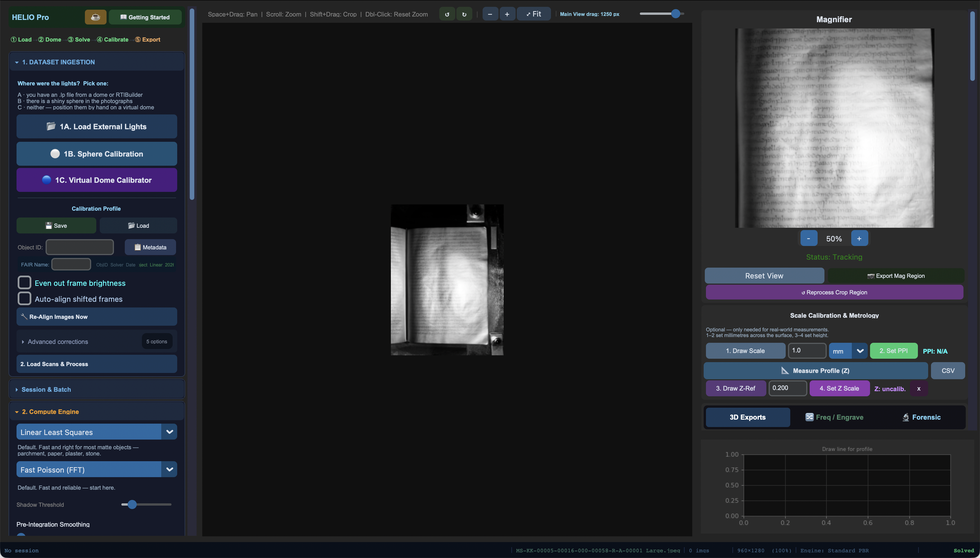 HELIO Pro
Getting Started
① Load ② Dome ③ Solve ④ Calibrate ⑤ Export
1. DATASET INGESTION
Where were the lights? Pick one:
A · you have an .lp file from a dome or RTIBuilder
B · there is a shiny sphere in the photographs
C · neither — position them by hand on a virtual dome
1A. Load External Lights
1B. Sphere Calibration
1C. Virtual Dome Calibrator
Calibration Profile
Save Load
Object ID: Metadata
FAIR Name: ObjID Solver Date
Even out frame brightness
Auto-align shifted frames
Re-Align Images Now
Advanced corrections 5 options
2. Load Scans & Process
Session & Batch
2. Compute Engine
Linear Least Squares
Default. Fast and right for most matte objects —
parchment, paper, plaster, stone.
Fast Poisson (FFT)
Default. Fast and reliable — start here.
Shadow Threshold
Pre-Integration Smoothing
No session
Space+Drag: Pan | Scroll: Zoom | Shift+Drag: Crop | Dbl-Click: Reset Zoom
↺ ↻ − + ⤢ Fit
Main View drag: 1250 ps
Magnifier
- 50% +
Status: Tracking
Reset View Export Mag Region
Reprocess Crop Region
Scale Calibration & Metrology
Optional — only needed for real-world measurements.
1–2 set millimetres across the surface, 3–4 set height.
1. Draw Scale 1.0 mm 2. Set PPI PPI: N/A
Measure Profile (Z) CSV
3. Draw Z-Ref 0.200 4. Set Z Scale Z: uncalib. x
3D Exports Freq / Engrave Forensic
Draw line for profile
1.00
0.75
0.50
0.25
0.00
0.0 0.2 0.4 0.6 0.8 1.0
960×1280 (100%) | Engine: Standard RAM Solved